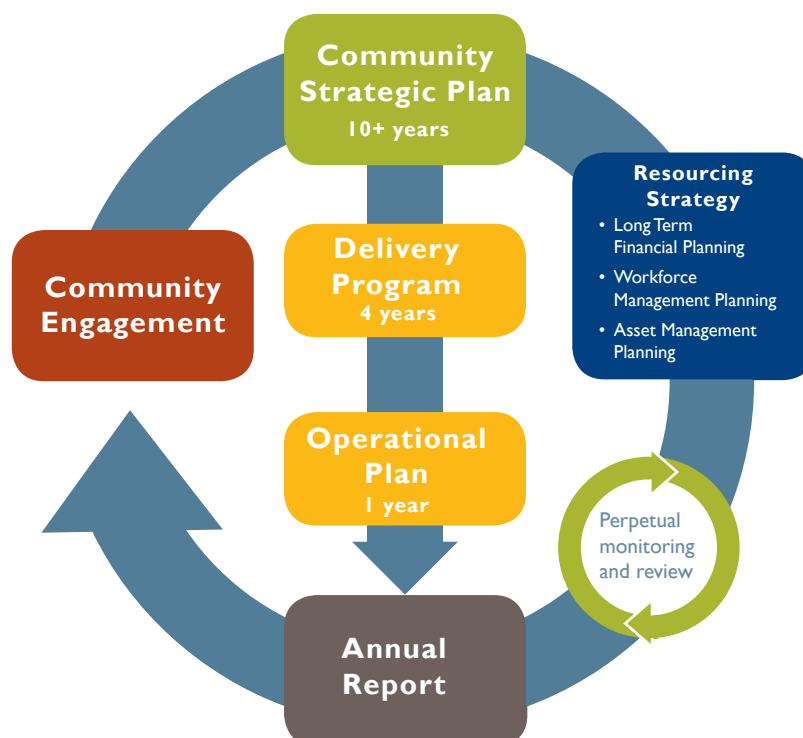 Community
Strategic Plan
10+ years
Resourcing
Strategy
• Long Term
Financial Planning
• Workforce
Management Planning
• Asset Management
Planning
Community
Engagement
Delivery
Program
4 years
Operational
Plan
1 year
Perpetual
monitoring
and review
Annual
Report